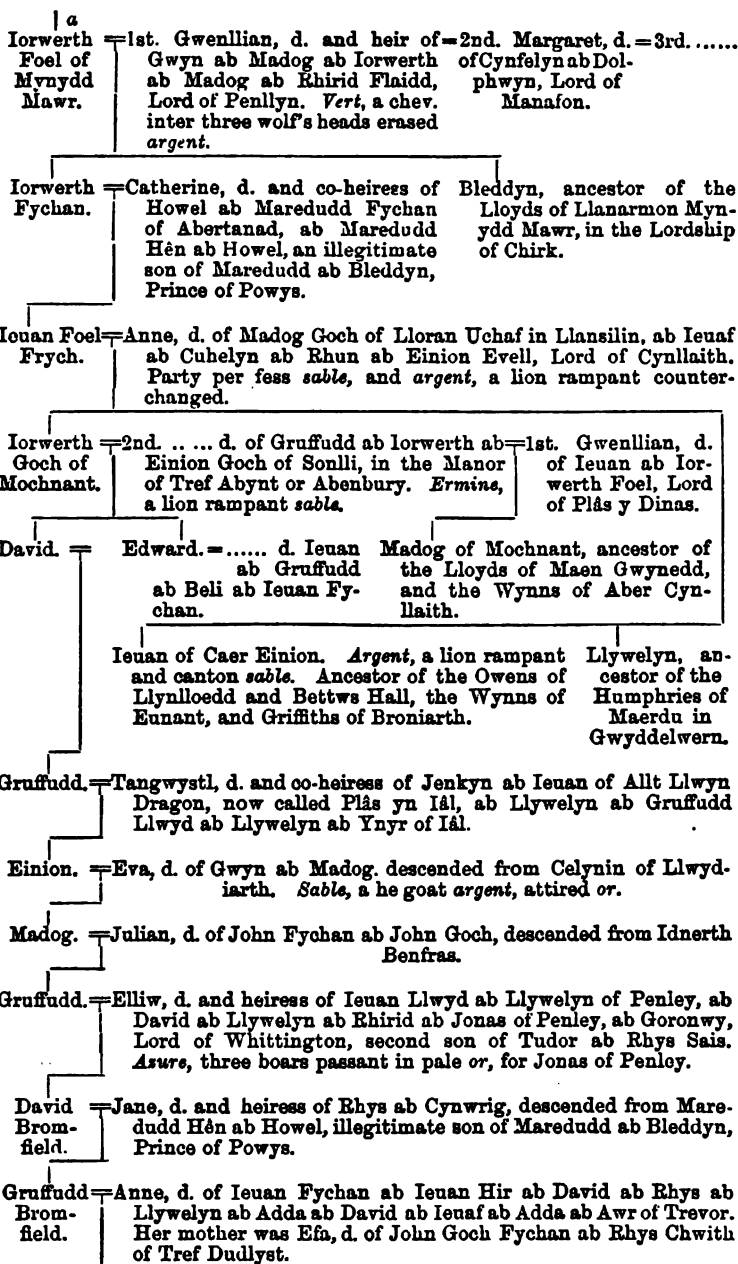 a
Iorwerth Foel of Mynydd Mawr. = 1st. Gwenllian, d. and heir of = 2nd. Margaret, d. = 3rd. .......
Gwyn ab Madog ab Iorwerth of Cynfelyn ab Dol-
ab Madog ab Rhirid Flaidd, phwyn, Lord of
Lord of Penllyn. Vert, a chev. Manafon.
inter three wolf's heads erased
argent.
Iorwerth = Catherine, d. and co-heiress of Bleddyn, ancestor of the
Fychan. Howel ab Maredudd Fychan Lloyds of Llanarmon Myn-
of Abertanad, ab Maredudd ydd Mawr, in the Lordship
Hên ab Howel, an illegitimate of Chirk.
son of Maredudd ab Bleddyn,
Prince of Powys.
Ieuan Foel = Anne, d. of Madog Goch of Lloran Uchaf in Llansilin, ab Ieuaf
Frych. ab Cuhelyn ab Rhun ab Einion Evell, Lord of Cynllaith.
Party per fess sable, and argent, a lion rampant counter-
changed.
Iorwerth = 2nd. .. ... d. of Gruffudd ab Iorwerth ab = 1st. Gwenllian, d.
Goch of Einion Goch of Sonlli, in the Manor of Ieuan ab Ior-
Mochnant. of Tref Abynt or Abenbury. Ermine, werth Foel, Lord
a lion rampant sable. of Plâs y Dinas.
David. = Edward. = ...... d. Ieuan Madog of Mochnant, ancestor of
ab Gruffudd the Lloyds of Maen Gwynedd,
ab Beli ab Ieuan Fy- and the Wynns of Aber Cyn-
chan. llaith.
Ieuan of Caer Einion. Argent, a lion rampant Llywelyn, an-
and canton sable. Ancestor of the Owens of cestor of the
Llynlloedd and Bettws Hall, the Wynns of Humphries of
Eunant, and Griffiths of Broniarth. Maerdu in
Gwyddelwern.
Gruffudd. = Tangwystl, d. and co-heiress of Jenkyn ab Ieuan of Allt Llwyn
Dragon, now called Plâs yn Iâl, ab Llywelyn ab Gruffudd
Llwyd ab Llywelyn ab Ynyr of Iâl.
Einion. = Eva, d. of Gwyn ab Madog. descended from Celynin of Llwyd-
iarth. Sable, a he goat argent, attired or.
Madog. = Julian, d. of John Fychan ab John Goch, descended from Idnerth
Benfras.
Gruffudd. = Elliw, d. and heiress of Ieuan Llwyd ab Llywelyn of Penley, ab
David ab Llywelyn ab Rhirid ab Jonas of Penley, ab Goronwy,
Lord of Whittington, second son of Tudor ab Rhys Sais.
Azure, three boars passant in pale or, for Jonas of Penley.
David = Jane, d. and heiress of Rhys ab Cynwrig, descended from Mare-
Brom- dudd Hên ab Howel, illegitimate son of Maredudd ab Bleddyn,
field. Prince of Powys.
Gruffudd = Anne, d. of Ieuan Fychan ab Ieuan Hir ab David ab Rhys ab
Brom- Llywelyn ab Adda ab David ab Ieuaf ab Adda ab Awr of Trevor.
field. Her mother was Efa, d. of John Goch Fychan ab Rhys Chwith
of Tref Dudlyst.